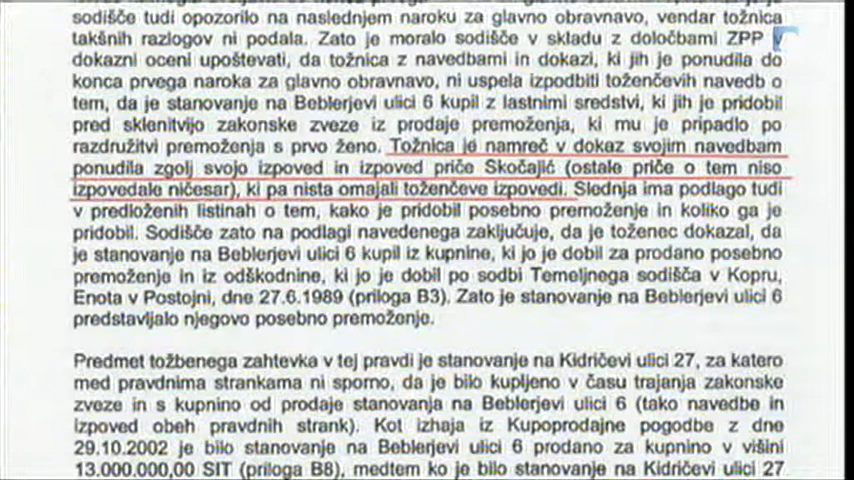 sodišče tudi opozorilo na naslednjem naroku za glavno obravnavo, vendar tožnica
takšnih razlogov ni podala. Zato je moralo sodišče v skladu z določbami ZPP
dokazni oceni upoštevati, da tožnica z navedbami in dokazi, ki jih je ponudila do
konca prvega naroka za glavno obravnavo, ni uspela izpodbiti toženčevih navedb o
tem, da je stanovanje na Beblerjevi ulici 6 kupil z lastnimi sredstvi, ki jih je pridobil
pred sklenitvijo zakonske zveze iz prodaje premoženja, ki mu je pripadlo po
razdružitvi premoženja s prvo ženo. Tožnica je namreč v dokaz svojim navedbam
ponudila zgolj svojo izpoved in izpoved priče Skočajić (ostale priče o tem niso
izpovedale ničesar), ki pa nista omajali toženčeve izpovedi. Slednja ima podlago tudi
v predloženih listinah o tem, kako je pridobil posebno premoženje in koliko ga je
pridobil. Sodišče zato na podlagi navedenega zaključuje, da je toženec dokazal, da
je stanovanje na Beblerjevi ulici 6 kupil iz kupnine, ki jo je dobil za prodano posebno
premoženje in iz odškodnine, ki jo je dobil po sodbi Temeljnega sodišča v Kopru,
Enota v Postojni, dne 27.6.1989 (priloga B3). Zato je stanovanje na Beblerjevi ulici 6
predstavljalo njegovo posebno premoženje.
Predmet tožbenega zahtevka v tej pravdi je stanovanje na Kidričevi ulici 27, za katero
med pravdnima strankama ni sporno, da je bilo kupljeno v času trajanja zakonske
zveze in s kupnino od prodaje stanovanja na Beblerjevi ulici 6 (tako navedbe in
izpoved obeh pravdnih strank). Kot izhaja iz Kupoprodajne pogodbe z dne
29.10.2002 je bilo stanovanje na Beblerjevi ulici 6 prodano za kupnino v višini
13.000.000,00 SIT (priloga B8), medtem ko je bilo stanovanje na Kidričevi ulici 27